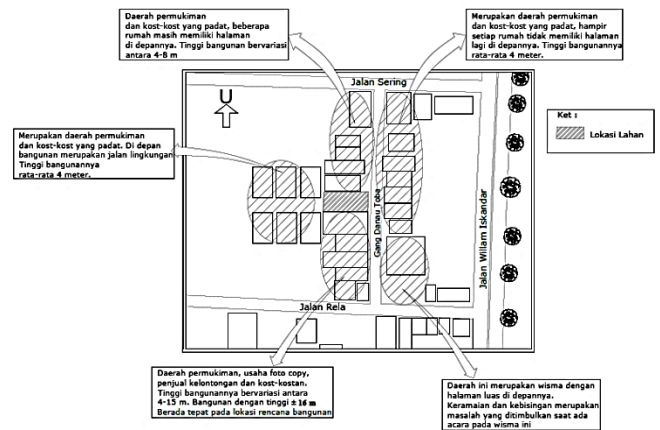 Daerah permukiman
dan kost-kost yang padat, beberapa
rumah masih memiliki halaman
di depannya. Tinggi bangunan bervariasi
antara 4-8 m
Merupakan daerah permukiman
dan kost-kost yang padat, hampir
setiap rumah tidak memiliki halaman
lagi di depannya. Tinggi bangunannya
rata-rata 4 meter.
Jalan Sering
U
Ket :
Lokasi Lahan
Merupakan daerah permukiman
dan kost-kost yang padat. Di depan
bangunan merupakan jalan lingkungan
Tinggi bangunannya
rata-rata 4 meter.
Gang Danau Toba
Jalan Willam Iskandar
Jalan Rela
Daerah permukiman, usaha foto copy,
penjual kelontongan dan kost-kostan.
Tinggi bangunannya bervariasi antara
4-15 m. Bangunan dengan tinggi ± 16 m
Berada tepat pada lokasi rencana bangunan
Daerah ini merupakan wisma dengan
halaman luas di depannya.
Keramaian dan kebisingan merupakan
masalah yang ditimbulkan saat ada
acara pada wisma ini